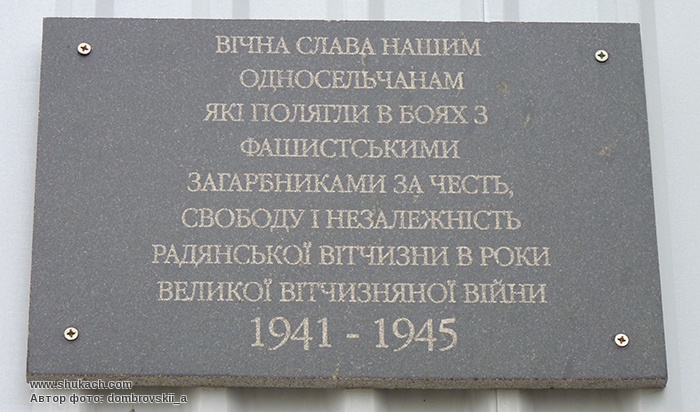 ВІЧНА СЛАВА НАШИМ
ОДНОСЕЛЬЧАНАМ
ЯКІ ПОЛЯГЛИ В БОЯХ З
ФАШИСТСЬКИМИ
ЗАГАРБНИКАМИ ЗА ЧЕСТЬ,
СВОБОДУ І НЕЗАЛЕЖНІСТЬ
РАДЯНСЬКОЇ ВІТЧИЗНИ В РОКИ
ВЕЛИКОЇ ВІТЧИЗНЯНОЇ ВІЙНИ
1941 - 1945
www.shukach.com
Автор фото: dombrovskii_a